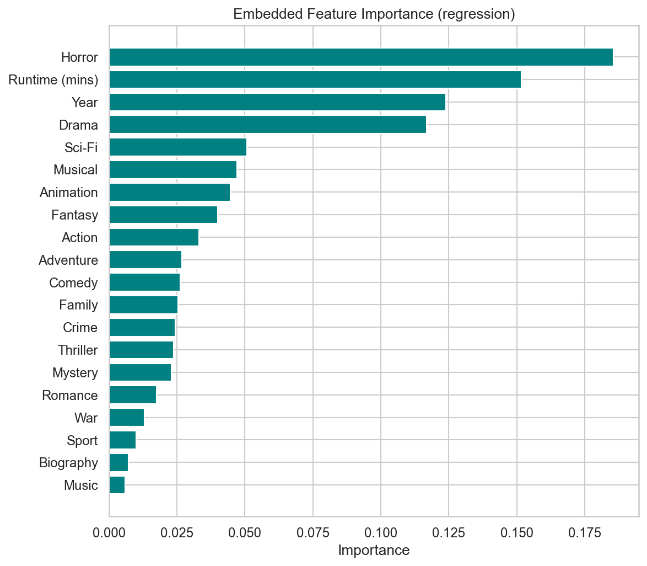 Embedded Feature Importance (regression)
Horror
Runtime (mins)
Year
Drama
Sci-Fi
Musical
Animation
Fantasy
Action
Adventure
Comedy
Family
Crime
Thriller
Mystery
Romance
War
Sport
Biography
Music
0.000 0.025 0.050 0.075 0.100 0.125 0.150 0.175
Importance